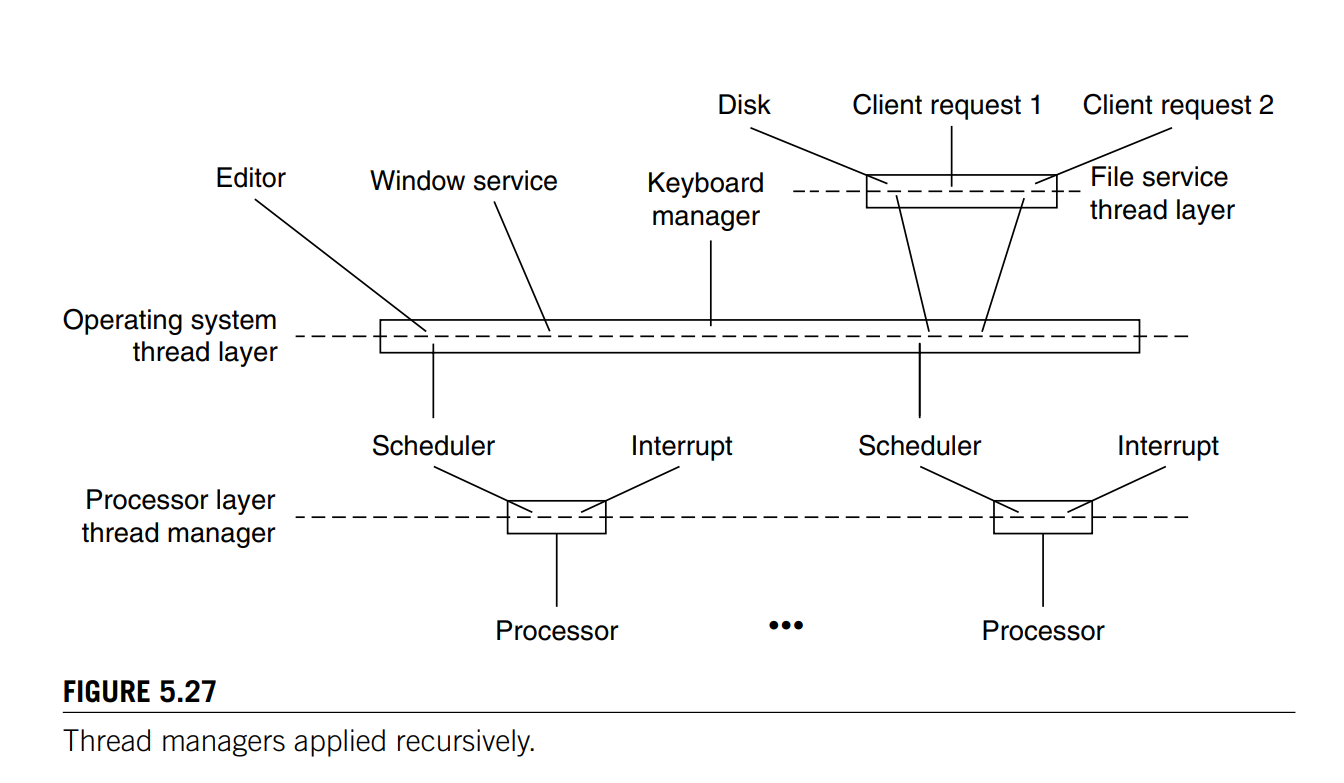 Disk Client request 1 Client request 2
Editor Window service Keyboard
manager
File service
thread layer
Operating system
thread layer
Scheduler Interrupt Scheduler Interrupt
Processor layer
thread manager
Processor ••• Processor
FIGURE 5.27
Thread managers applied recursively.